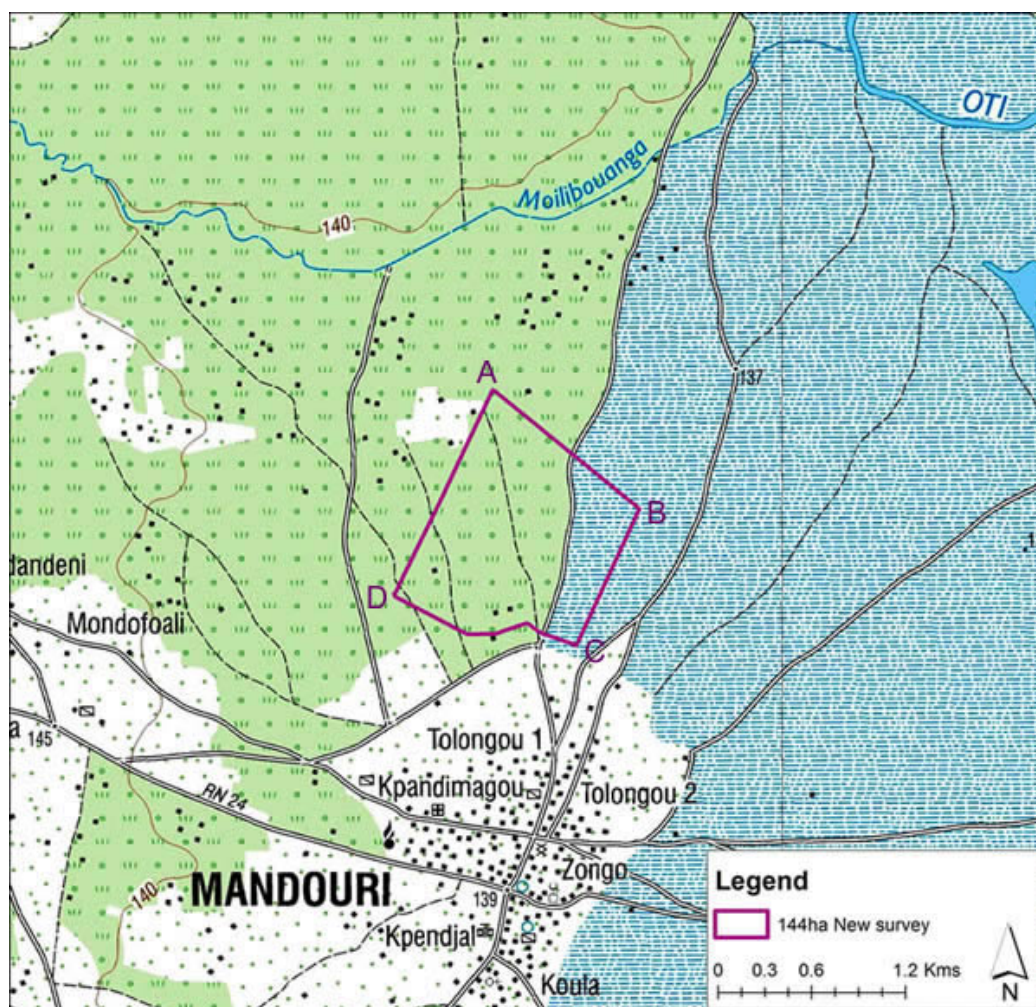 OTI
Moilibouanga
140
137
A
B
D
C
dandeni
Mondofoali
a 145
Tolongou 1
Kpandimagou
Tolongou 2
RN 24
Zongo
MANDOURI
140
139
Kpendjal
Koula
Legend
144ha New survey
0 0.3 0.6 1.2 Kms
N